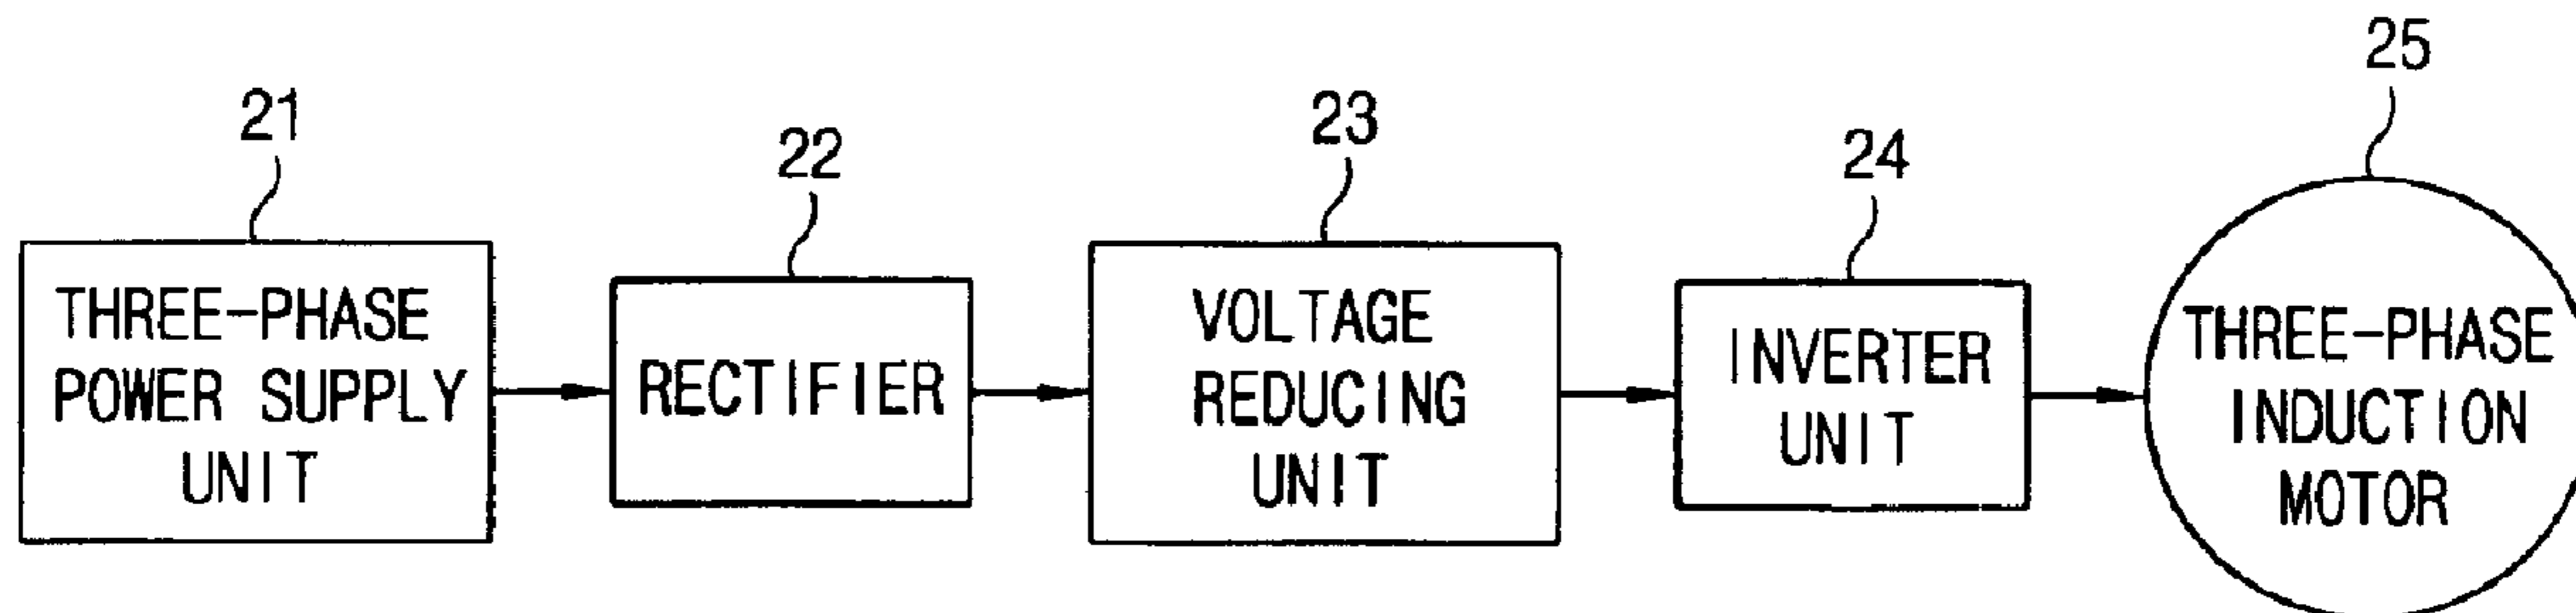 21
THREE-PHASE
POWER SUPPLY
UNIT
22
RECTIFIER
23
VOLTAGE
REDUCING
UNIT
24
INVERTER
UNIT
25
THREE-PHASE
INDUCTION
MOTOR